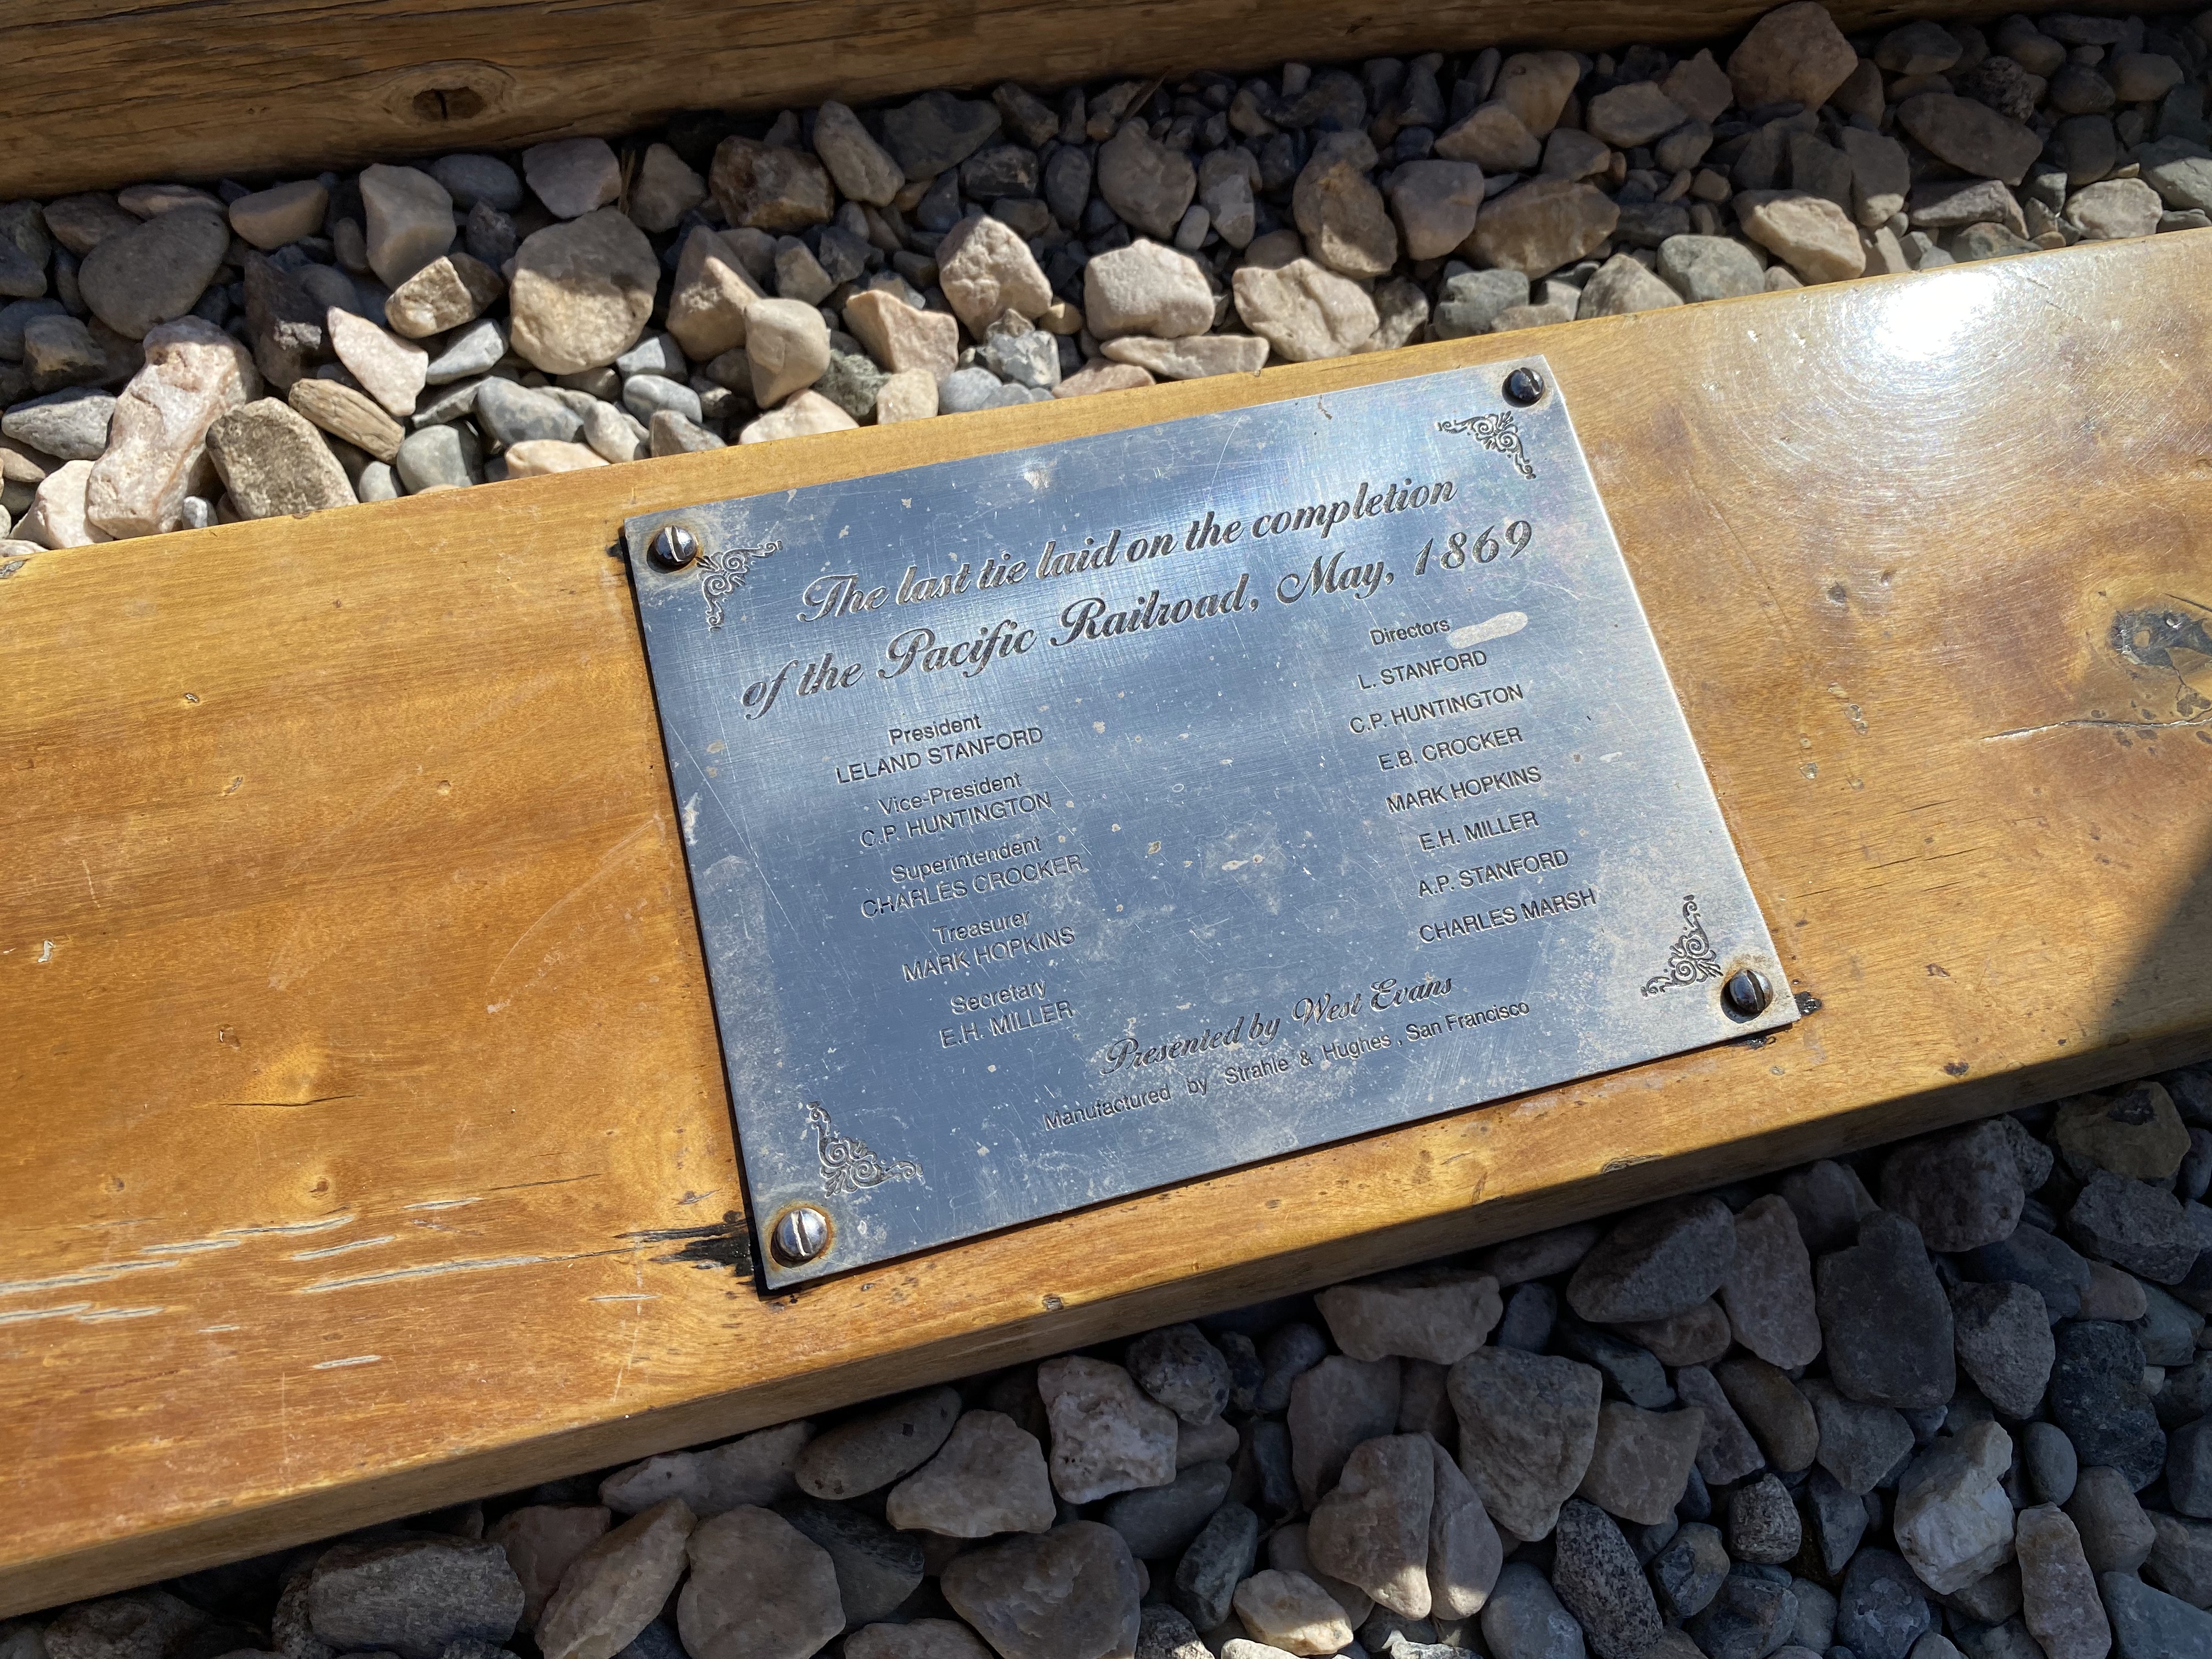 The last tie laid on the completion
of the Pacific Railroad, May, 1869
President
LELAND STANFORD
Vice-President
C.P. HUNTINGTON
Superintendent
CHARLES CROCKER
Treasurer
MARK HOPKINS
Secretary
E.H. MILLER
Directors
L. STANFORD
C.P. HUNTINGTON
E.B. CROCKER
MARK HOPKINS
E.H. MILLER
A.P. STANFORD
CHARLES MARSH
Presented by West Evans
Manufactured by Strahle & Hughes, San Francisco